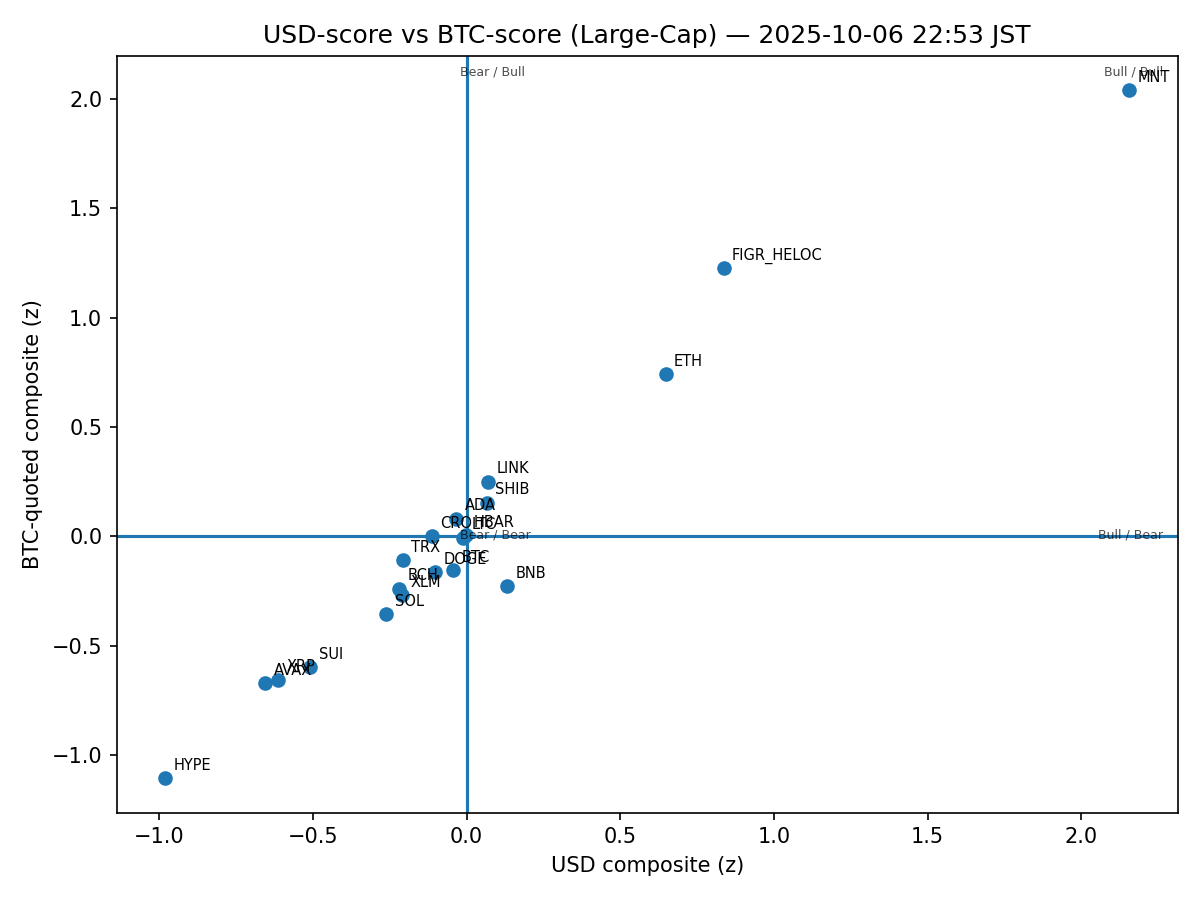 USD-score vs BTC-score (Large-Cap) — 2025-10-06 22:53 JST
Bear / Bull
Bull / Bull
MNT
FIGR_HELOC
ETH
LINK
SHIB
ADA
CRO
LTC
HBAR
Bear / Bear
Bull / Bear
TRX
DOGE
BTC
BNB
BCH
XLM
SOL
SUI
XRP
AVAX
HYPE
2.0
1.5
1.0
0.5
0.0
−0.5
−1.0
BTC-quoted composite (z)
−1.0
−0.5
0.0
0.5
1.0
1.5
2.0
USD composite (z)